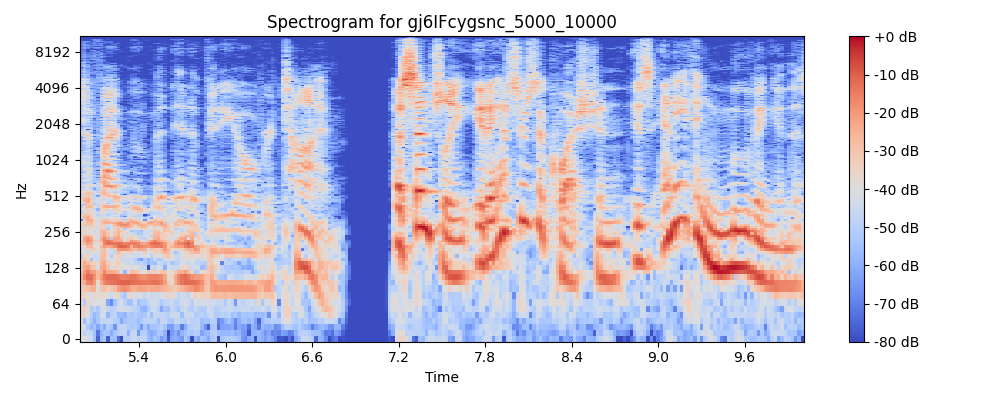 Spectrogram for gj6IFcygsnc_5000_10000
Hz
8192
4096
2048
1024
512
256
128
64
0
5.4 6.0 6.6 7.2 7.8 8.4 9.0 9.6
Time
+0 dB
-10 dB
-20 dB
-30 dB
-40 dB
-50 dB
-60 dB
-70 dB
-80 dB